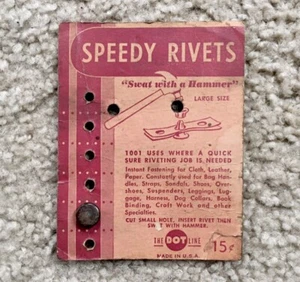 SPEEDY RIVETS
"Swat with a Hammer"
LARGE SIZE
1001 USES WHERE A QUICK
SURE RIVETING JOB IS NEEDED
Instant Fastening for Cloth, Leather,
Paper. Constantly used for Bag Han-
dles, Straps, Sandals, Shoes, Over-
shoes, Suspenders, Leggings, Lug-
gage, Harness, Dog Collars, Book
Binding, Craft Work and other
Specialties.
CUT SMALL HOLE, INSERT RIVET THEN
SWAT WITH HAMMER.
THE DOT LINE
15¢
MADE IN U.S.A.